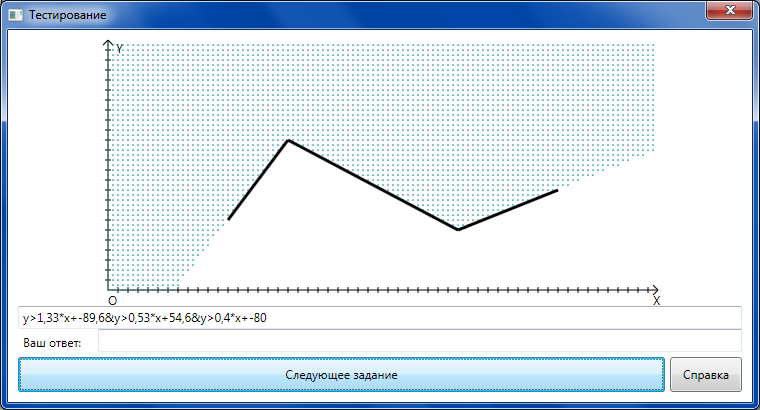 Тестирование
Y
O
X
y>1,33*x+-89,6&y>0,53*x+54,6&y>0,4*x+-80
Ваш ответ:
Следующее задание
Справка